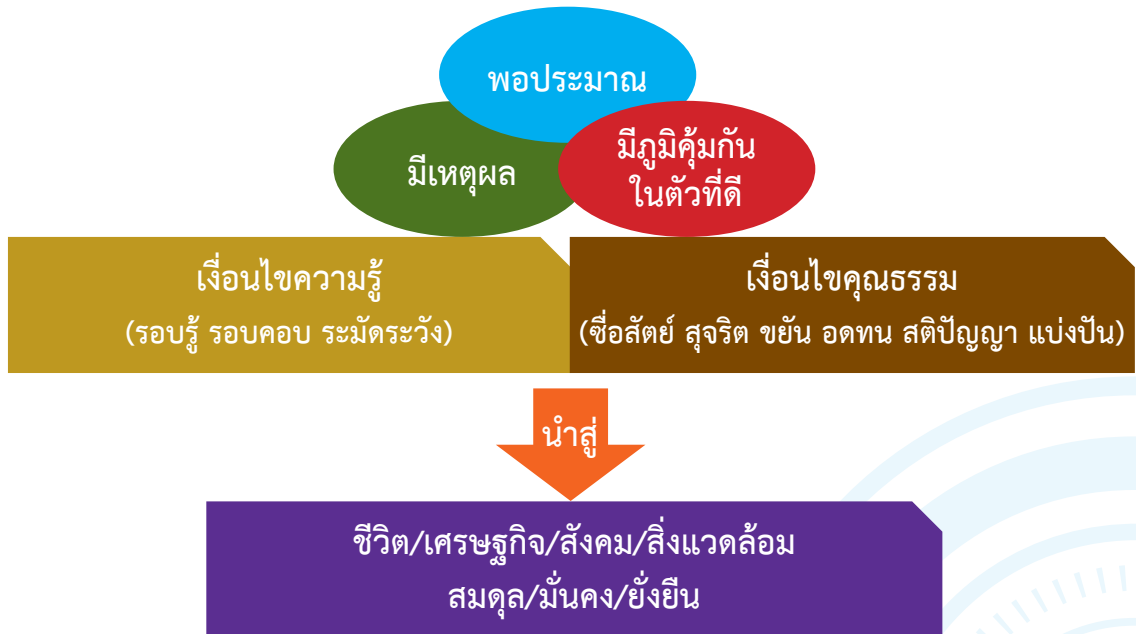 พอประมาณ
มีเหตุผล
มีภูมิคุ้มกัน
ในตัวที่ดี
เงื่อนไขความรู้
(รอบรู้ รอบคอบ ระมัดระวัง)
เงื่อนไขคุณธรรม
(ซื่อสัตย์ สุจริต ขยัน อดทน สติปัญญา แบ่งปัน)
นำสู่
ชีวิต/เศรษฐกิจ/สังคม/สิ่งแวดล้อม
สมดุล/มั่นคง/ยั่งยืน